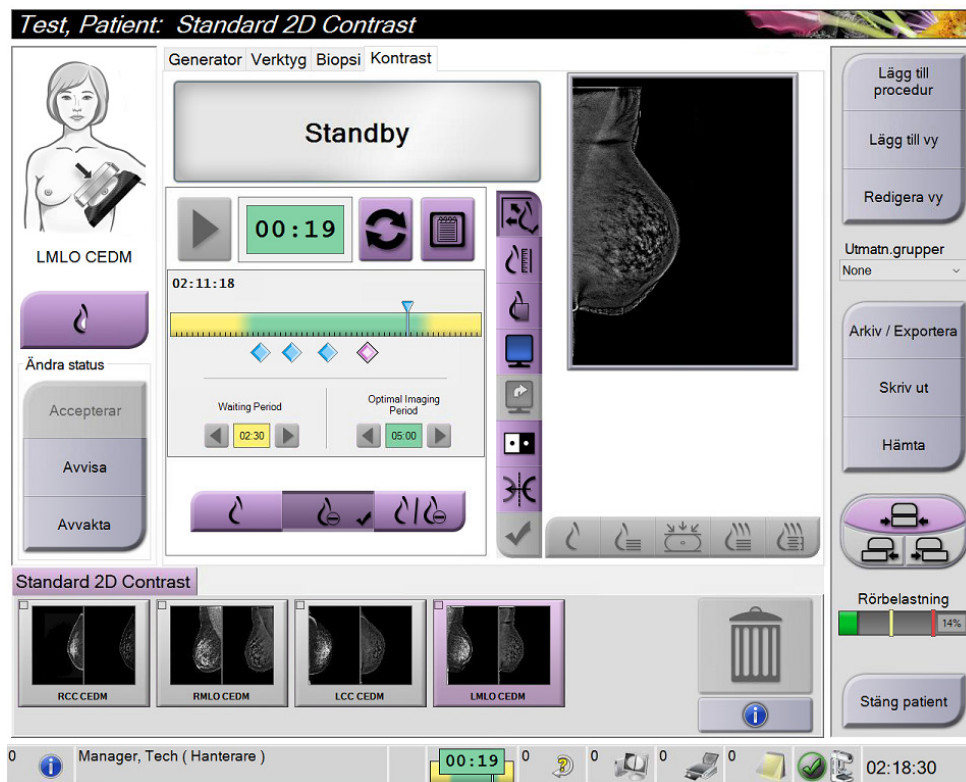 Test, Patient: Standard 2D Contrast
Generator Verktyg Biopsi Kontrast
LMLO CEDM
Ändra status
Accepterar
Avvisa
Avvakta
Standby
00:19
02:11:18
Waiting Period
02:30
Optimal Imaging
Period
05:00
Lägg till
procedur
Lägg till vy
Redigera vy
Utmatn.grupper
None
Arkiv / Exportera
Skriv ut
Hämta
Rörbelastning
14%
Stäng patient
Standard 2D Contrast
RCC CEDM
RMLO CEDM
LCC CEDM
LMLO CEDM
0
Manager, Tech ( Hanterare )
00:19
0
0
0
0
02:18:30